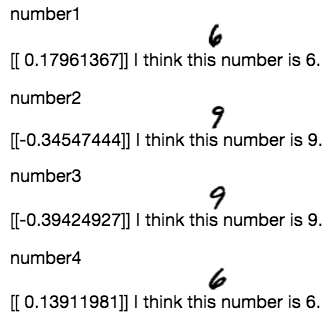 number1
6
[[ 0.17961367]] I think this number is 6.
number2
9
[[-0.34547444]] I think this number is 9.
number3
9
[[-0.39424927]] I think this number is 9.
number4
6
[[ 0.13911981]] I think this number is 6.